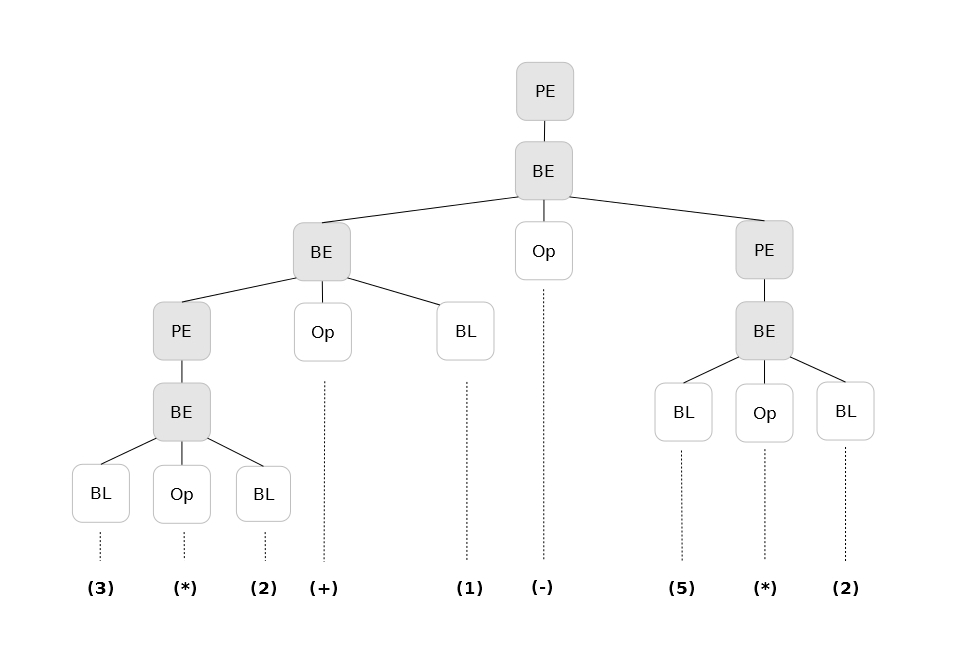 PE
BE
BE Op PE
PE Op BL BE
BE BL Op BL
BL Op BL
(3) (*) (2) (+) (1) (-) (5) (*) (2)